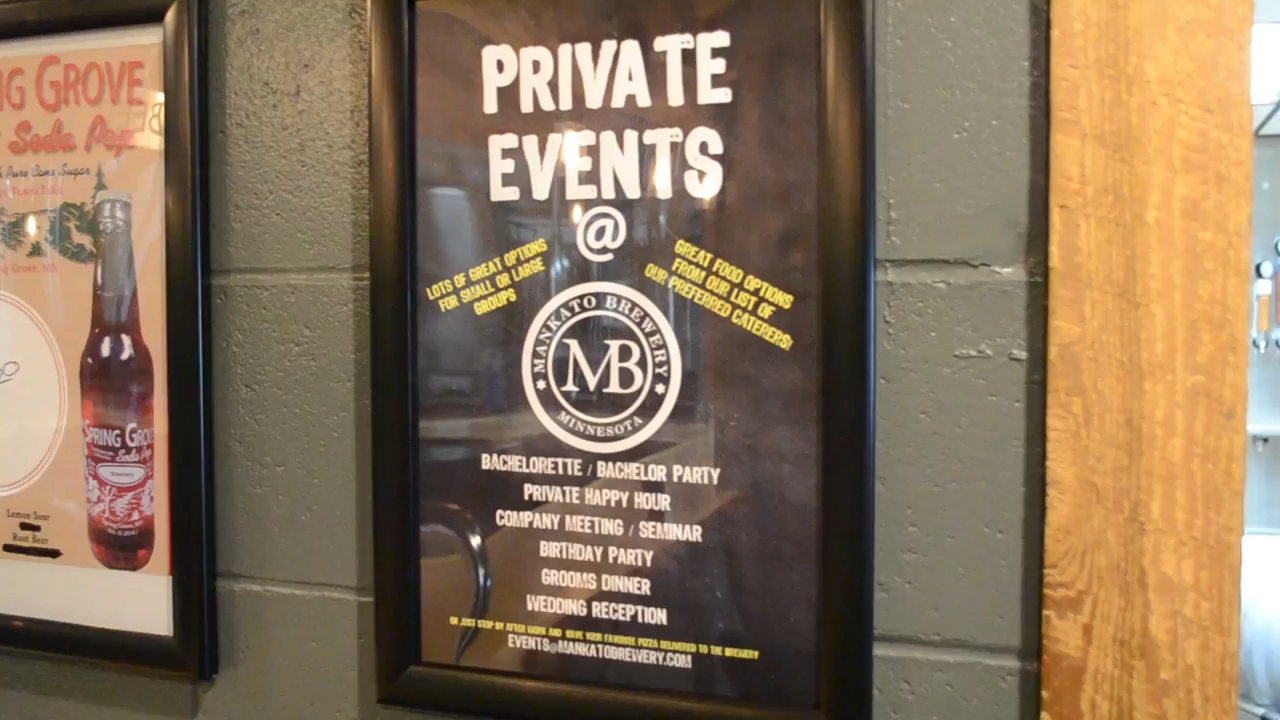 NG GROVE
Soda Pop
Pure Cane Sugar
SPRING GRO
Soda Pop
Lemon Sour
Root Beer
PRIVATE
EVENTS
@
LOTS OF GREAT OPTIONS
FOR SMALL OR LARGE
GROUPS
GREAT FOOD OPTIONS
FROM OUR LIST OF
OUR PREFERRED CATERERS!
MANKATO BREWERY
MB
MINNESOTA
BACHELORETTE / BACHELOR PARTY
PRIVATE HAPPY HOUR
COMPANY MEETING / SEMINAR
BIRTHDAY PARTY
GROOMS DINNER
WEDDING RECEPTION
OR JUST STOP BY AFTER WORK AND HAVE YOUR FAVORITE PIZZA DELIVERED TO THE BREWERY
EVENTS@MANKATOBREWERY.COM